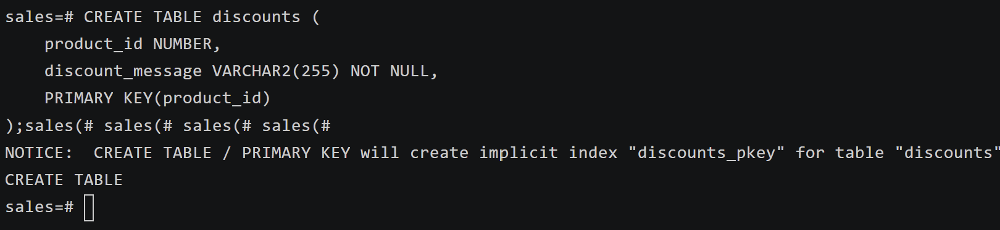 sales=# CREATE TABLE discounts (
    product_id NUMBER,
    discount_message VARCHAR2(255) NOT NULL,
    PRIMARY KEY(product_id)
);sales(# sales(# sales(# sales(#
NOTICE:  CREATE TABLE / PRIMARY KEY will create implicit index "discounts_pkey" for table "discounts"
CREATE TABLE
sales=#